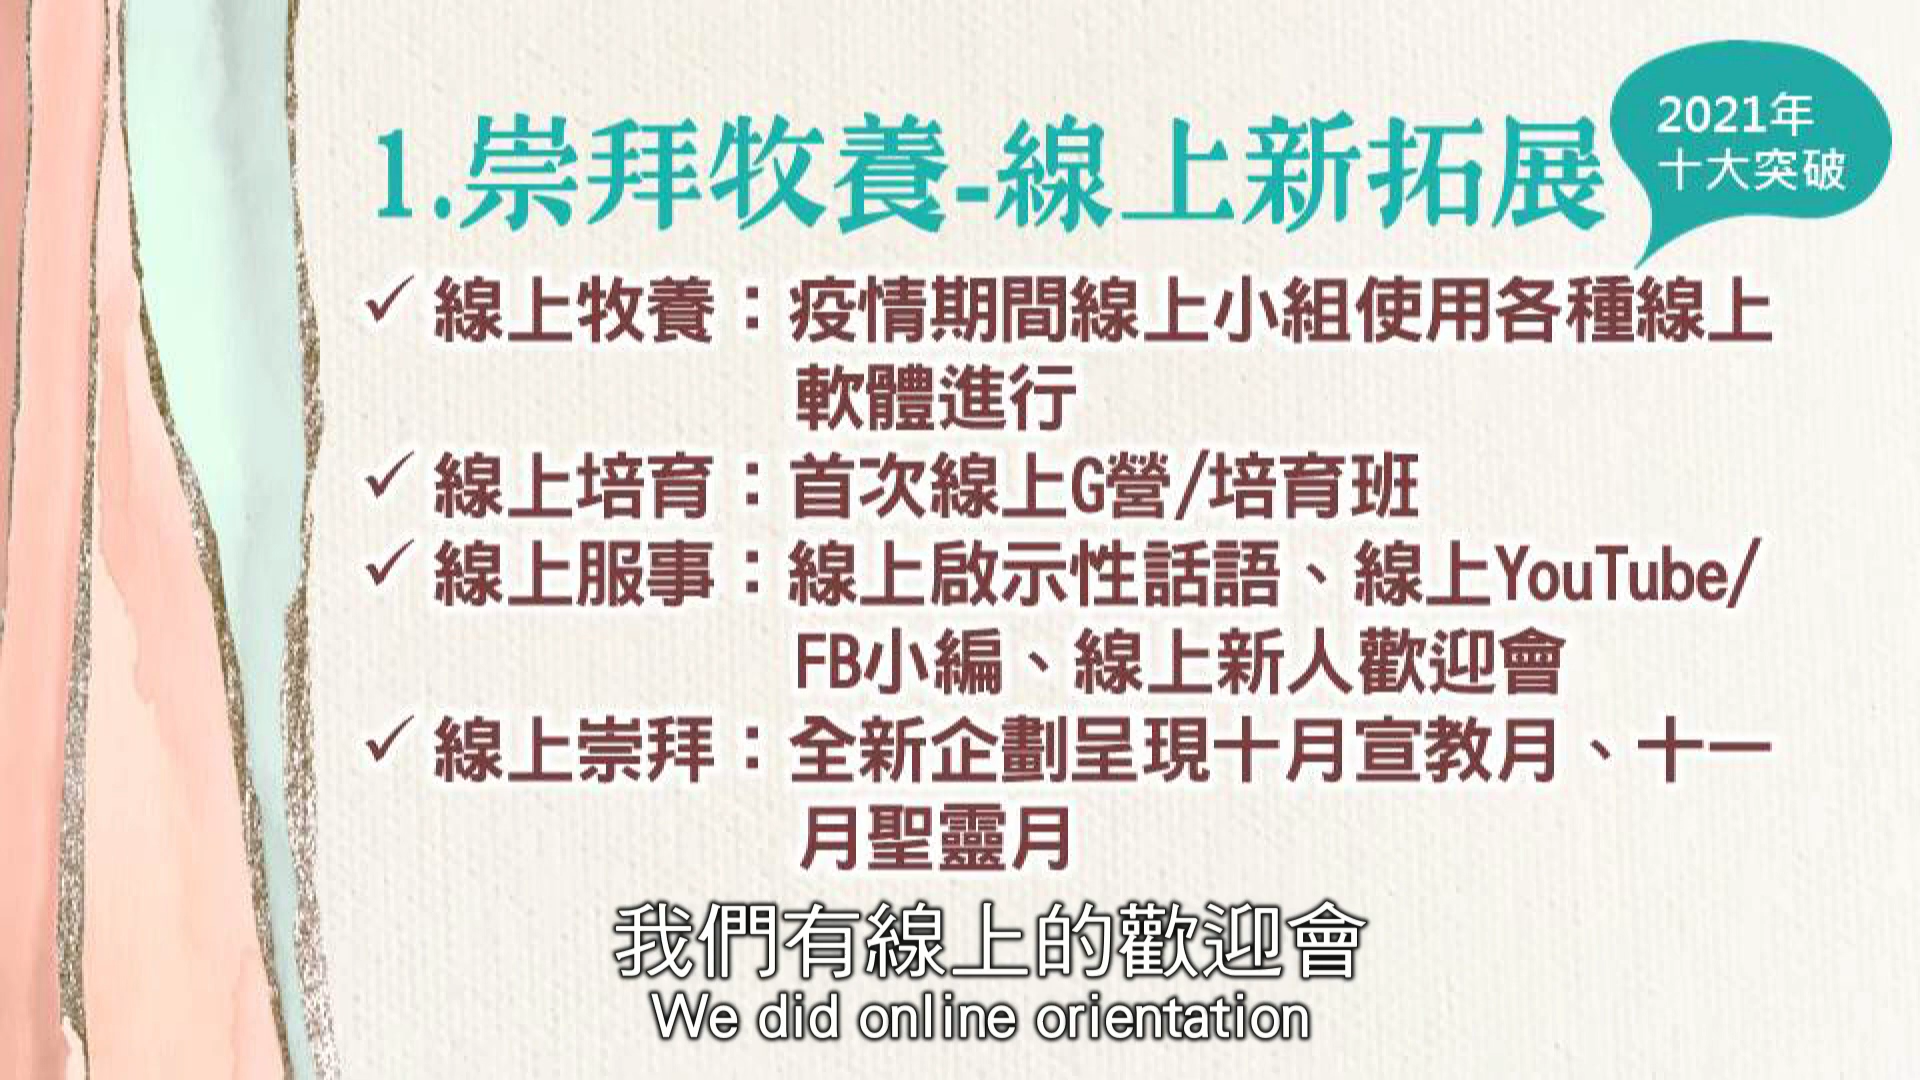 1.崇拜牧養-線上新拓展
2021年
十大突破
✓ 線上牧養：疫情期間線上小組使用各種線上
軟體進行
✓ 線上培育：首次線上G營/培育班
✓ 線上服事：線上啟示性話語、線上YouTube/
FB小編、線上新人歡迎會
✓ 線上崇拜：全新企劃呈現十月宣教月、十一
月聖靈月
我們有線上的歡迎會
We did online orientation